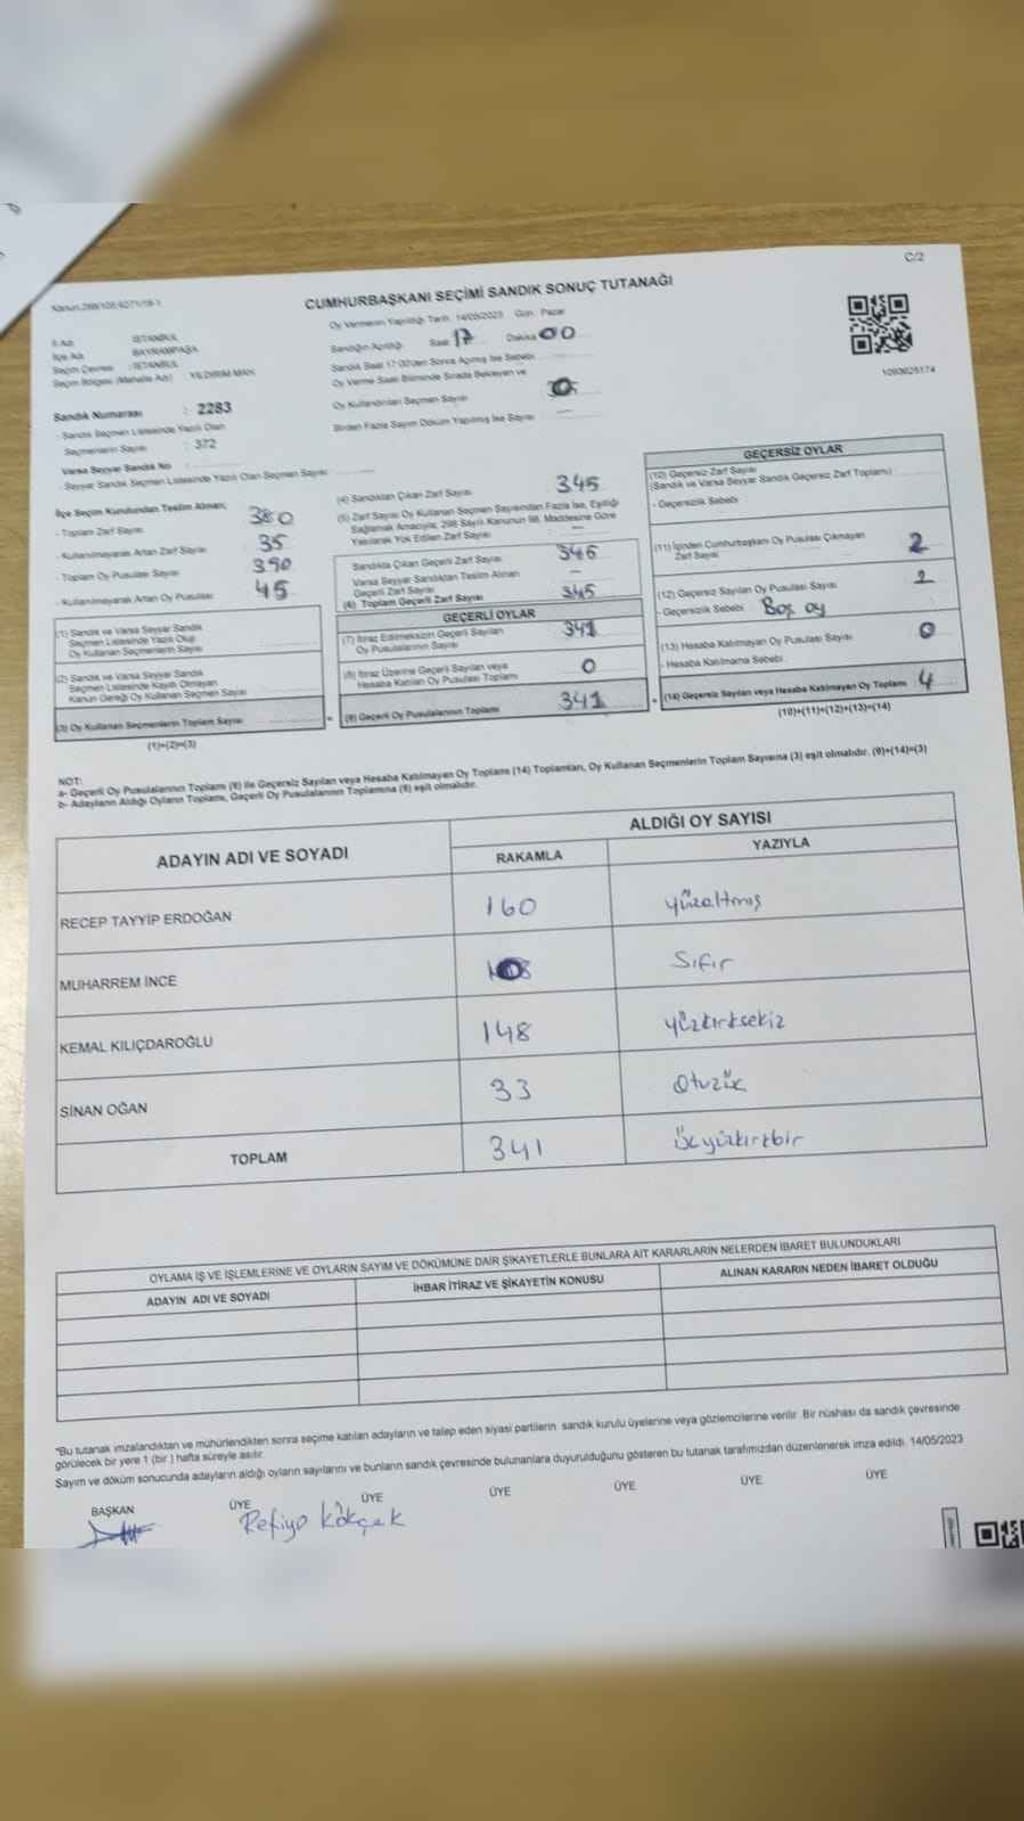 C/2
CUMHURBAŞKANI SEÇİMİ SANDIK SONUÇ TUTANAĞI
Oy Vermenin Yapıldığı Tarih 14/05/2023 Gün Pazar
İl Adı İSTANBUL
İlçe Adı BAYRAMPAŞA
Seçim Çevresi İSTANBUL
Seçim Bölgesi (Mahalle Adı) YILDIRIM MAH.
Sandığın Açıldığı Saat 17 Dakika 00
Sandık Saat 17:00'den Sonra Açılmış İse Sebebi
Oy Verme Saati Bitiminde Sırada Bekleyen ve
Oy Kullandırılan Seçmen Sayısı
Birden Fazla Sayım Döküm Yapılmış İse Sayısı
1093625174
Sandık Numarası : 2283
- Sandık Seçmen Listesinde Yazılı Olan
Seçmenlerin Sayısı : 372
Varsa Seyyar Sandık No :
- Seyyar Sandık Seçmen Listesinde Yazılı Olan Seçmen Sayısı
İlçe Seçim Kurulundan Teslim Alınan;
- Toplam Zarf Sayısı 380
- Kullanılmayarak Artan Zarf Sayısı 35
- Toplam Oy Pusulası Sayısı 390
- Kullanılmayarak Artan Oy Pusulası 45
(1) Sandık ve Varsa Seyyar Sandık
Seçmen Listesinde Yazılı Olup
Oy Kullanan Seçmenlerin Sayısı
(2) Sandık ve Varsa Seyyar Sandık
Seçmen Listesinde Kayıtlı Olmayan
Kanun Gereği Oy Kullanan Seçmen Sayısı
(3) Oy Kullanan Seçmenlerin Toplam Sayısı
(1)+(2)=(3)
(4) Sandıktan Çıkan Zarf Sayısı 345
(5) Zarf Sayısı Oy Kullanan Seçmen Sayısından Fazla İse, Eşitliği
Sağlamak Amacıyla, 298 Sayılı Kanunun 98. Maddesine Göre
Yakılarak Yok Edilen Zarf Sayısı —
Sandıkta Çıkan Geçerli Zarf Sayısı
Varsa Seyyar Sandıktan Teslim Alınan
Geçerli Zarf Sayısı —
(6) Toplam Geçerli Zarf Sayısı 345
GEÇERLİ OYLAR
(7) İtiraz Edilmeksizin Geçerli Sayılan
Oy Pusulalarının Sayısı 341
(8) İtiraz Üzerine Geçerli Sayılan veya
Hesaba Katılan Oy Pusulası Toplamı 0
(9) Geçerli Oy Pusulalarının Toplamı 341
GEÇERSİZ OYLAR
(10) Geçersiz Zarf Sayısı
(Sandık ve Varsa Seyyar Sandık Geçersiz Zarf Toplamı)
- Geçersizlik Sebebi
(11) İçinden Cumhurbaşkanı Oy Pusulası Çıkmayan
Zarf Sayısı 2
(12) Geçersiz Sayılan Oy Pusulası Sayısı 2
- Geçersizlik Sebebi Boş oy
(13) Hesaba Katılmayan Oy Pusulası Sayısı 0
- Hesaba Katılmama Sebebi
(14) Geçersiz Sayılan veya Hesaba Katılmayan Oy Toplamı 4
(10)+(11)+(12)+(13)=(14)
NOT:
a- Geçerli Oy Pusulalarının Toplamı (9) ile Geçersiz Sayılan veya Hesaba Katılmayan Oy Toplamı (14) Toplamları, Oy Kullanan Seçmenlerin Toplam Sayısına (3) eşit olmalıdır. (9)+(14)=(3)
b- Adayların Aldığı Oyların Toplamı, Geçerli Oy Pusulalarının Toplamına (9) eşit olmalıdır.
ADAYIN ADI VE SOYADI
ALDIĞI OY SAYISI
RAKAMLA YAZIYLA
RECEP TAYYİP ERDOĞAN 160 yüzaltmış
MUHARREM İNCE Sıfır
KEMAL KILIÇDAROĞLU 148 yüzkırksekiz
SİNAN OĞAN 33 Otuzüç
TOPLAM 341 üçyüzkırkbir
OYLAMA İŞ VE İŞLEMLERİNE VE OYLARIN SAYIM VE DÖKÜMÜNE DAİR ŞİKAYETLERLE BUNLARA AİT KARARLARIN NELERDEN İBARET BULUNDUKLARI
ADAYIN ADI VE SOYADI İHBAR İTİRAZ VE ŞİKAYETİN KONUSU ALINAN KARARIN NEDEN İBARET OLDUĞU
"Bu tutanak imzalandıktan ve mühürlendikten sonra seçime katılan adayların ve talep eden siyasi partilerin sandık kurulu üyelerine veya gözlemcilerine verilir. Bir nüshası da sandık çevresinde
görülecek bir yere 1 (bir) hafta süreyle asılır.
Sayım ve döküm sonucunda adayların aldığı oyların sayılarını ve bunların sandık çevresinde bulunanlara duyurulduğunu gösteren bu tutanak tarafımızdan düzenlenerek imza edildi. 14/05/2023
BAŞKAN ÜYE ÜYE ÜYE ÜYE ÜYE ÜYE